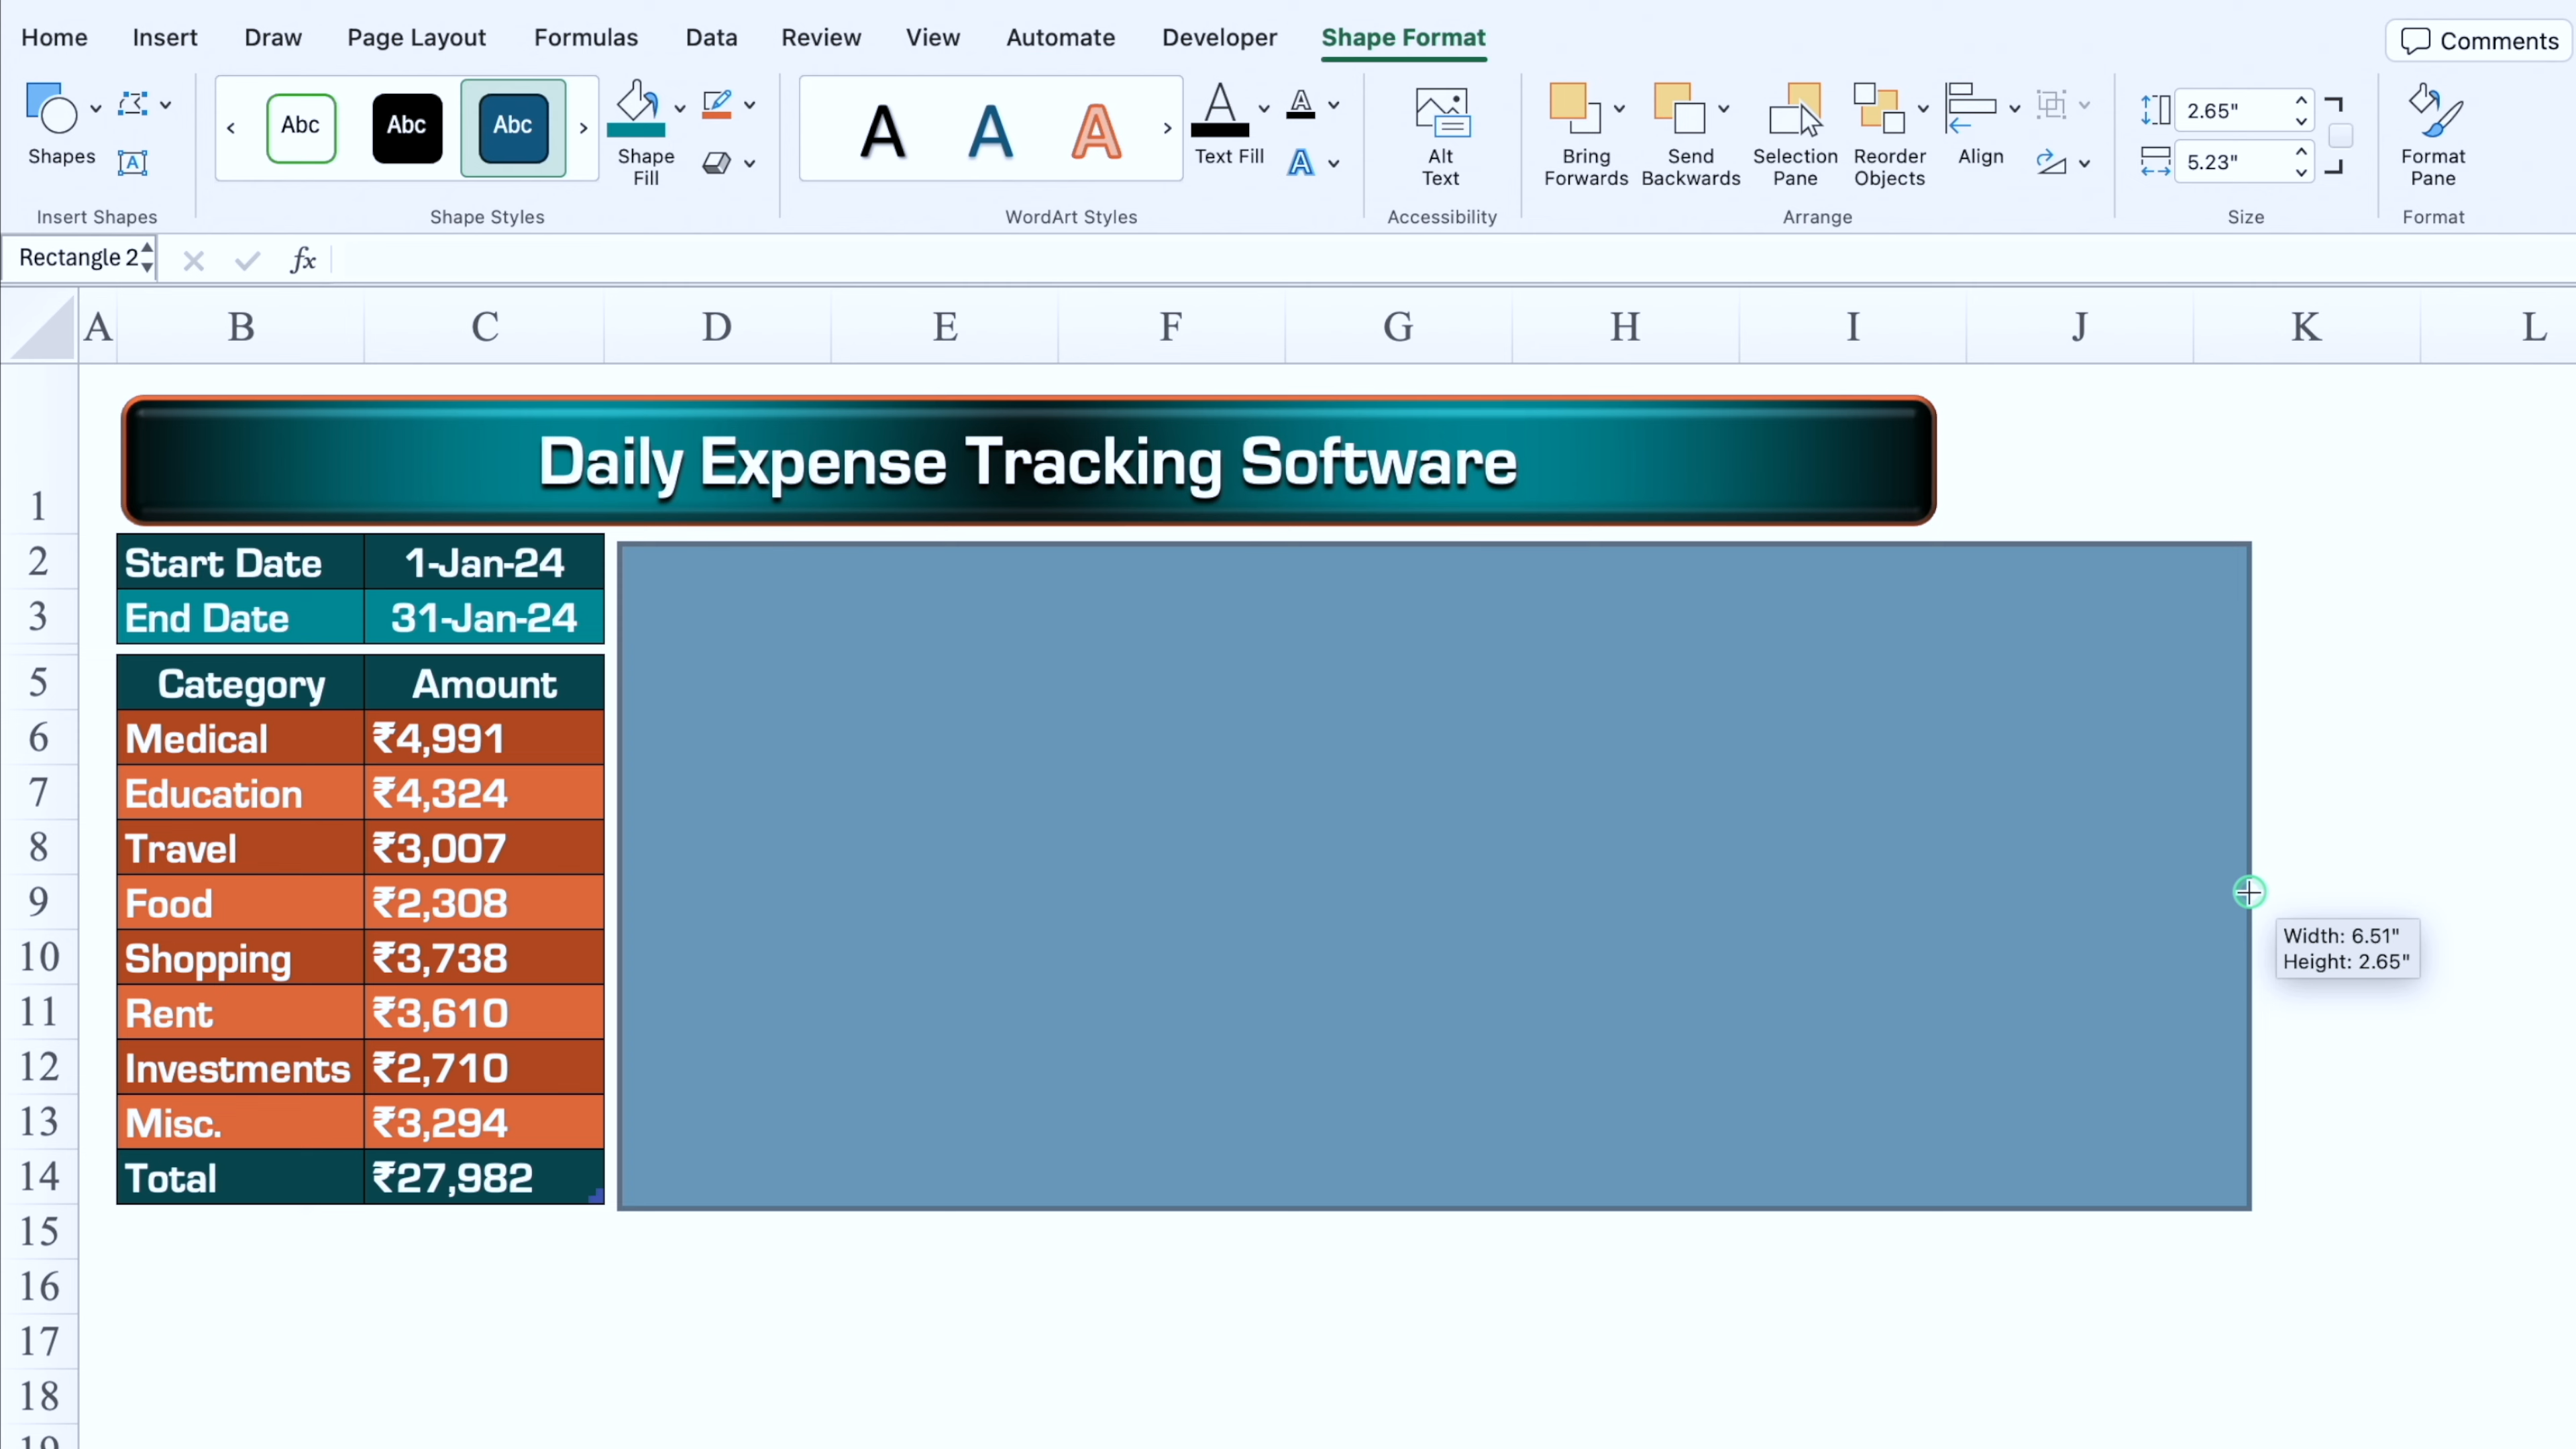 Home Insert Draw Page Layout Formulas Data Review View Automate Developer Shape Format Comments
Abc Abc Abc A A A A A A A 2.65"
5.23"
Shapes Shape Fill Text Fill Alt Text Bring Forwards Send Backwards Selection Pane Reorder Objects Align Format Pane
Insert Shapes Shape Styles WordArt Styles Accessibility Arrange Size Format
Rectangle 2 fx
A B C D E F G H I J K L
1 Daily Expense Tracking Software
2 Start Date 1-Jan-24
3 End Date 31-Jan-24
5 Category Amount
6 Medical ₹4,991
7 Education ₹4,324
8 Travel ₹3,007
9 Food ₹2,308
10 Shopping ₹3,738
11 Rent ₹3,610
12 Investments ₹2,710
13 Misc. ₹3,294
14 Total ₹27,982
Width: 6.51"
Height: 2.65"
15
16
17
18
19